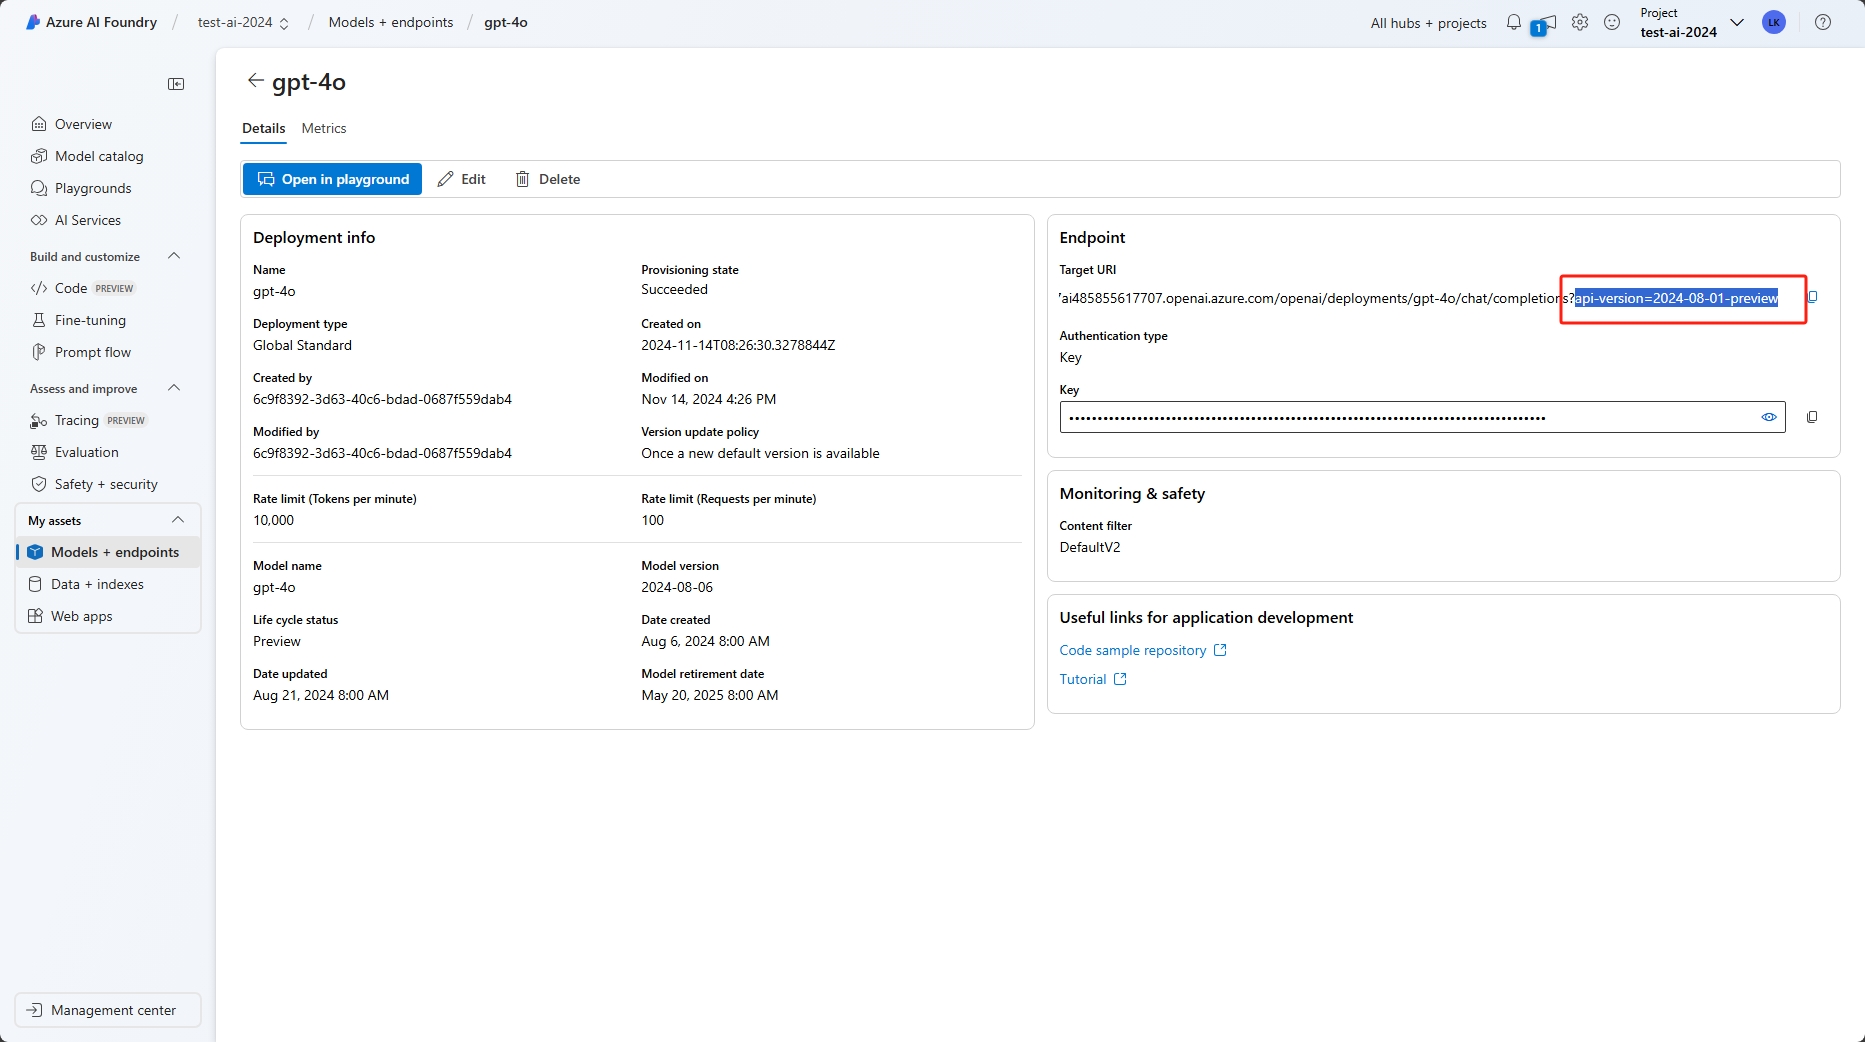 Azure AI Foundry / test-ai-2024 / Models + endpoints / gpt-4o
All hubs + projects
1
Project
test-ai-2024
LK
Overview
Model catalog
Playgrounds
AI Services
Build and customize
Code PREVIEW
Fine-tuning
Prompt flow
Assess and improve
Tracing PREVIEW
Evaluation
Safety + security
My assets
Models + endpoints
Data + indexes
Web apps
Management center
gpt-4o
Details Metrics
Open in playground Edit Delete
Deployment info
Name
gpt-4o
Provisioning state
Succeeded
Deployment type
Global Standard
Created on
2024-11-14T08:26:30.3278844Z
Created by
6c9f8392-3d63-40c6-bdad-0687f559dab4
Modified on
Nov 14, 2024 4:26 PM
Modified by
6c9f8392-3d63-40c6-bdad-0687f559dab4
Version update policy
Once a new default version is available
Rate limit (Tokens per minute)
10,000
Rate limit (Requests per minute)
100
Model name
gpt-4o
Model version
2024-08-06
Life cycle status
Preview
Date created
Aug 6, 2024 8:00 AM
Date updated
Aug 21, 2024 8:00 AM
Model retirement date
May 20, 2025 8:00 AM
Endpoint
Target URI
ai485855617707.openai.azure.com/openai/deployments/gpt-4o/chat/completions?api-version=2024-08-01-preview
Authentication type
Key
Key
Monitoring & safety
Content filter
DefaultV2
Useful links for application development
Code sample repository
Tutorial